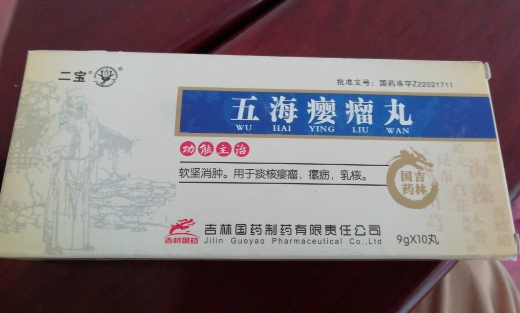 二宝®
批准文号：国药准字Z22021711
五海瘿瘤丸
WU HAI YING LIU WAN
功能主治
软坚消肿。用于痰核瘿瘤，瘰疬，乳核。
吉林国药
吉林国药
吉林国药制药有限责任公司
Jilin Guoyao Pharmaceutical Co.,Ltd
9gX10丸